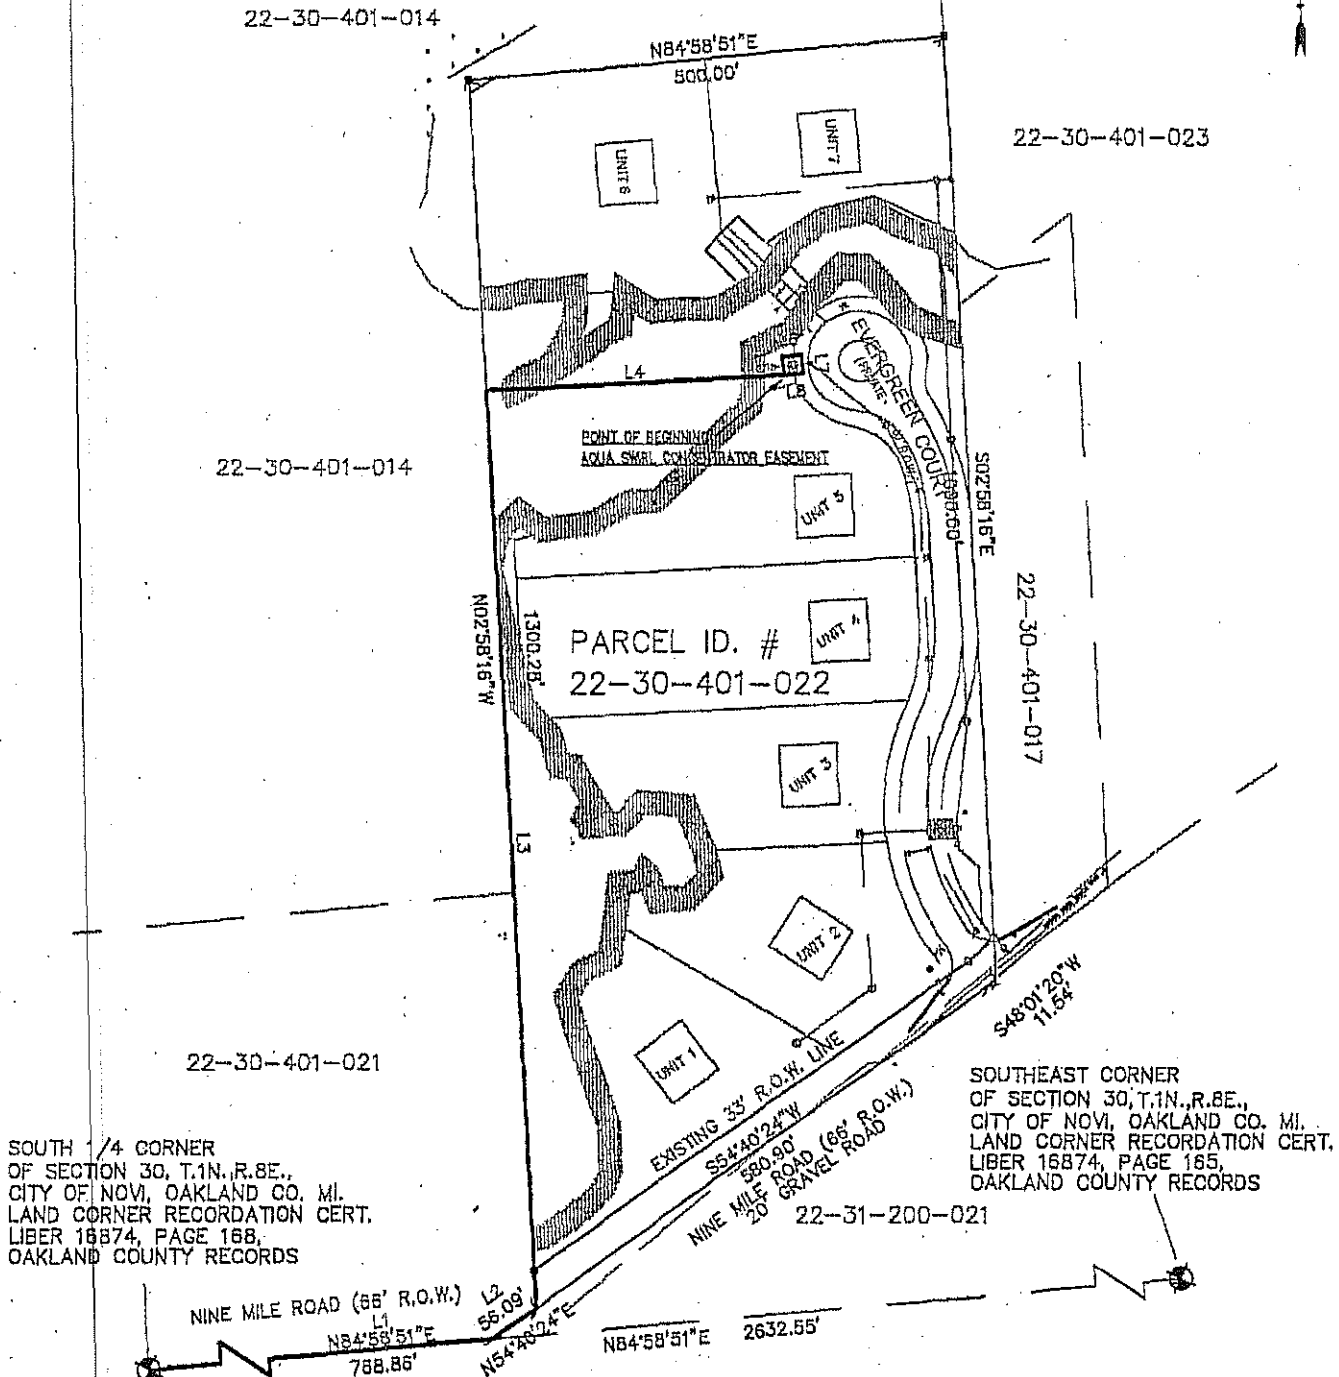 22-30-401-014
N84°58'51"E
500.00'
22-30-401-023
UNIT 6
UNIT 7
L4
L7
EVERGREEN COURT
(PRIVATE)
POINT OF BEGINNING
AQUA SWIRL CONCENTRATOR EASEMENT
22-30-401-014
UNIT 5
S02°58'16"E
N02°58'16"W
1300.28'
PARCEL ID. #
22-30-401-022
UNIT 4
22-30-401-017
UNIT 3
L3
UNIT 2
S48°01'20"W
11.54'
22-30-401-021
UNIT 1
EXISTING 33' R.O.W. LINE
S54°40'24"W
580.90'
NINE MILE ROAD (66' R.O.W.)
20' GRAVEL ROAD
SOUTHEAST CORNER
OF SECTION 30,T.1N.,R.8E.,
CITY OF NOVI, OAKLAND CO. MI.
LAND CORNER RECORDATION CERT.
LIBER 16874, PAGE 165,
OAKLAND COUNTY RECORDS
SOUTH 1/4 CORNER
OF SECTION 30, T.1N.,R.8E.,
CITY OF NOVI, OAKLAND CO. MI.
LAND CORNER RECORDATION CERT.
LIBER 16874, PAGE 168,
OAKLAND COUNTY RECORDS
22-31-200-021
NINE MILE ROAD (66' R.O.W.)
L1
N84°58'51"E
788.86'
L2
56.09'
N54°40'24"E
N84°58'51"E
2632.55'